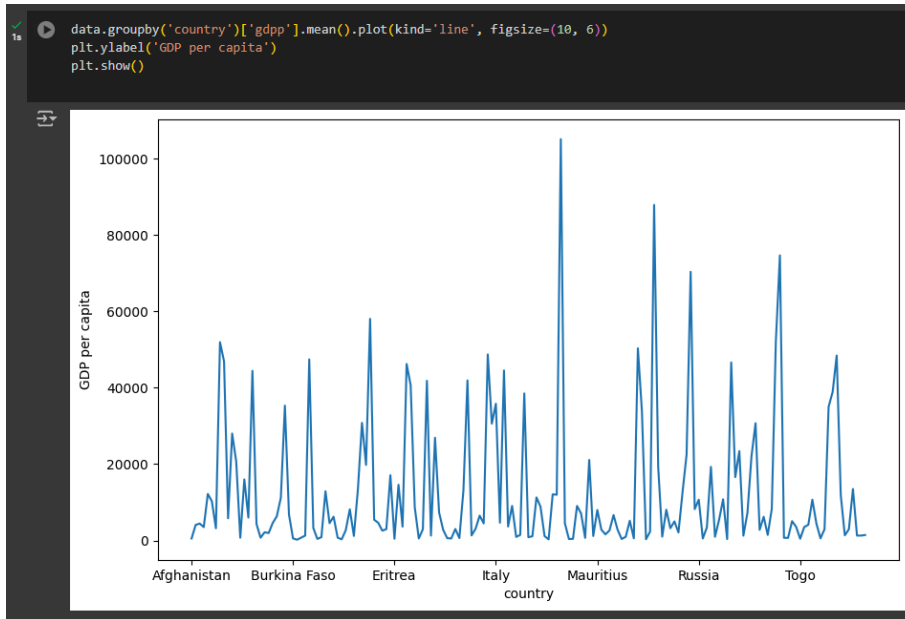 data.groupby('country')['gdpp'].mean().plot(kind='line', figsize=(10, 6))
1s
plt.ylabel('GDP per capita')
plt.show()
100000
80000
60000
40000
20000
0
GDP per capita
Afghanistan Burkina Faso Eritrea Italy Mauritius Russia Togo
country